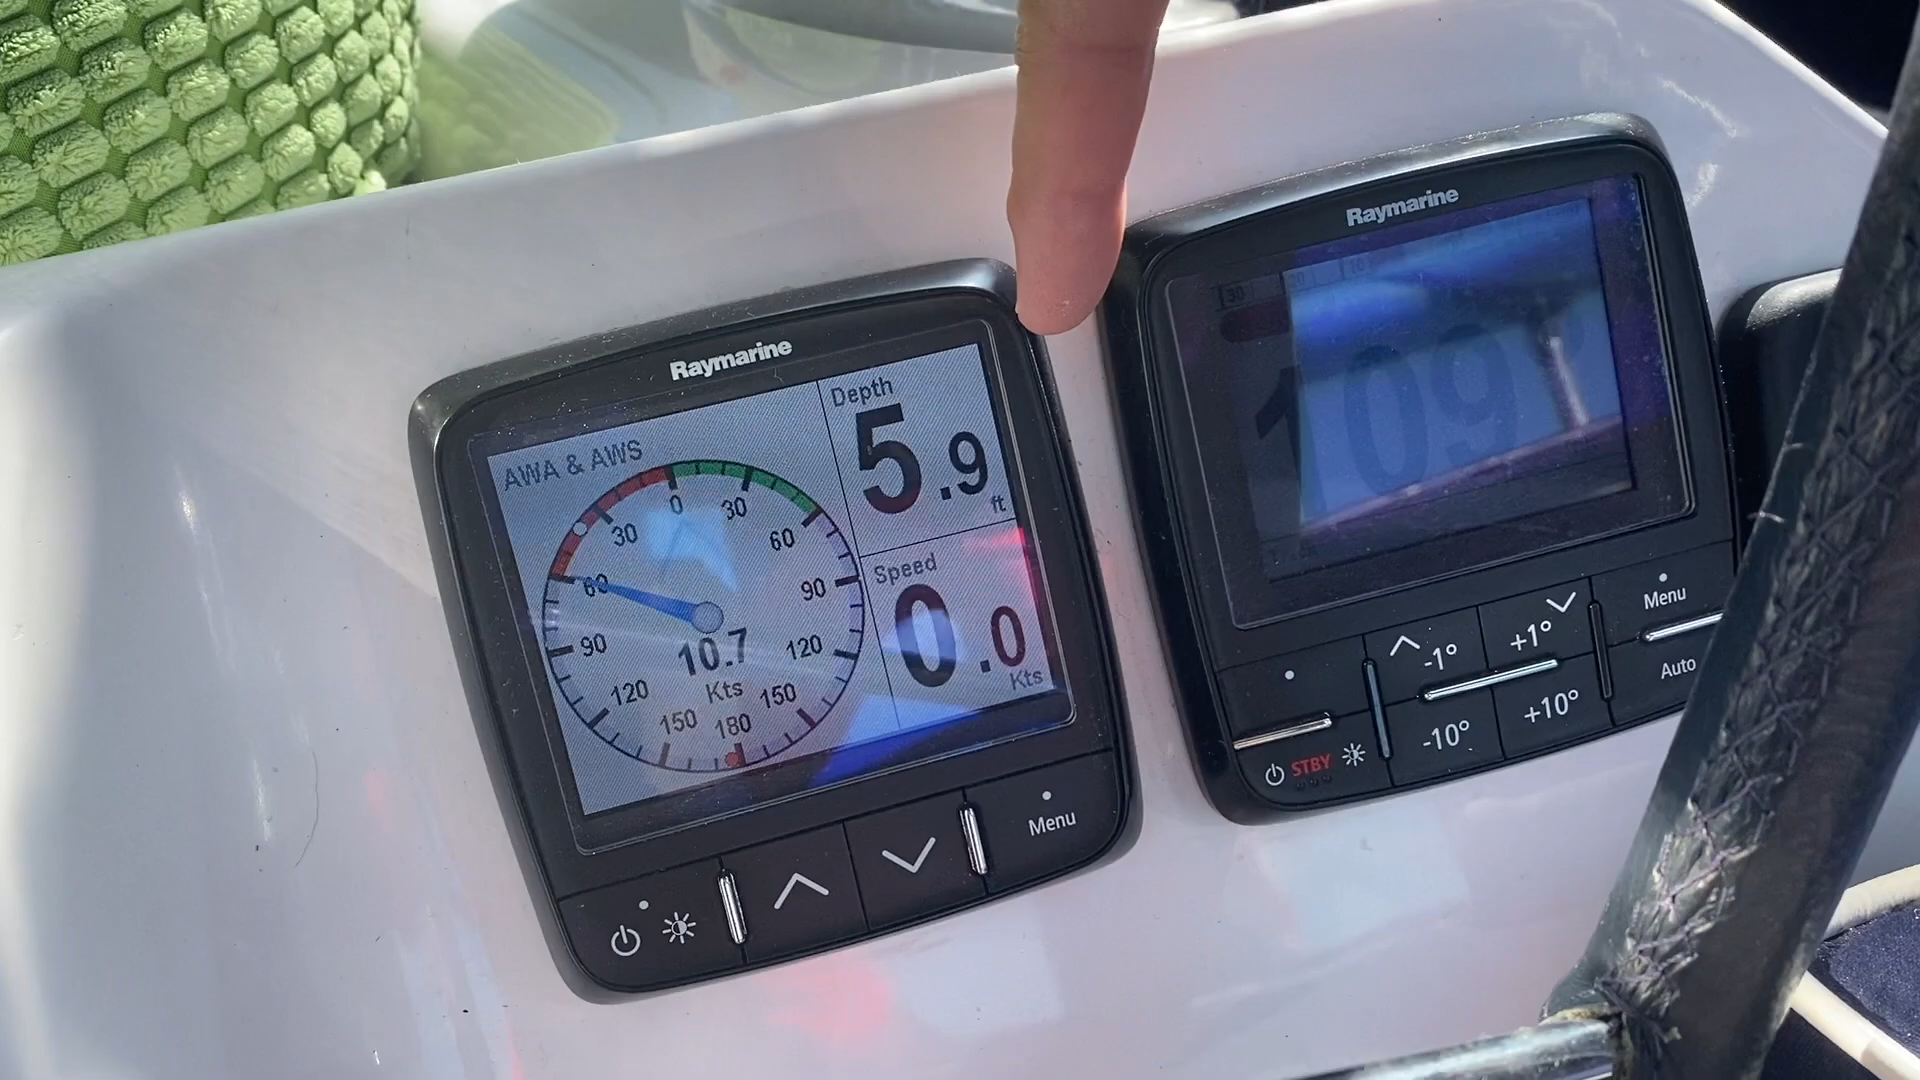 Raymarine
AWA & AWS
0
30
30
60
60
90
90
120
120
150
150
180
10.7
Kts
Depth
5.9
ft
Speed
0.0
Kts
Menu
Raymarine
30
109
-1°
+1°
Menu
Auto
STBY
-10°
+10°